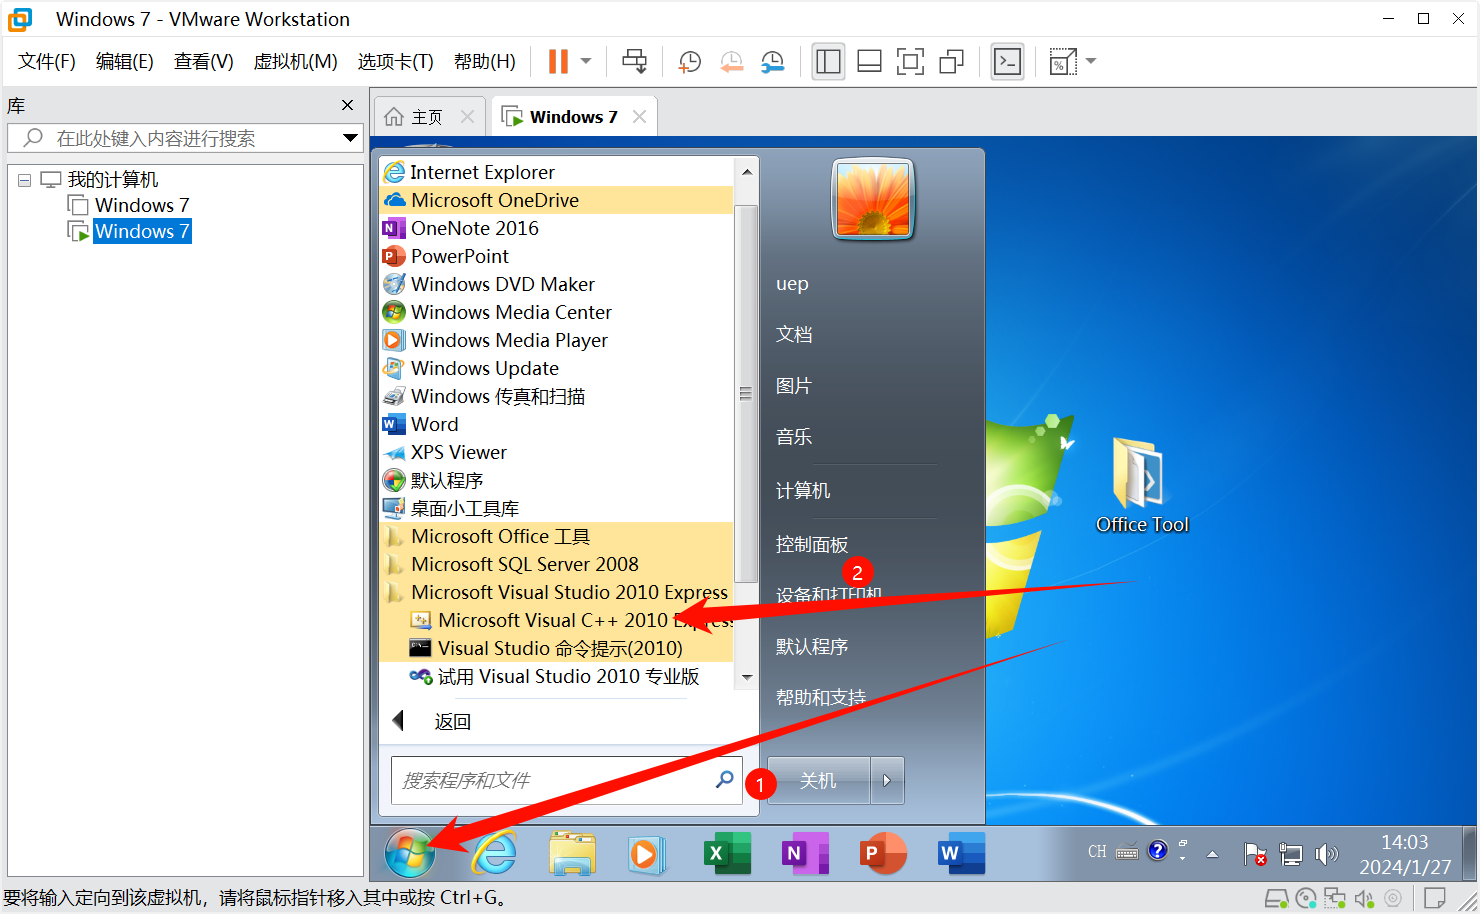 Windows 7 - VMware Workstation
文件(F) 编辑(E) 查看(V) 虚拟机(M) 选项卡(T) 帮助(H)
库
在此处键入内容进行搜索
我的计算机
Windows 7
Windows 7
主页
Windows 7
Internet Explorer
Microsoft OneDrive
OneNote 2016
PowerPoint
Windows DVD Maker
Windows Media Center
Windows Media Player
Windows Update
Windows 传真和扫描
Word
XPS Viewer
默认程序
桌面小工具库
Microsoft Office 工具
Microsoft SQL Server 2008
Microsoft Visual Studio 2010 Express
Microsoft Visual C++ 2010 Express
Visual Studio 命令提示(2010)
试用 Visual Studio 2010 专业版
返回
搜索程序和文件
uep
文档
图片
音乐
计算机
控制面板
2
设备和打印机
默认程序
帮助和支持
1
关机
Office Tool
CH
14:03
2024/1/27
要将输入定向到该虚拟机，请将鼠标指针移入其中或按 Ctrl+G。